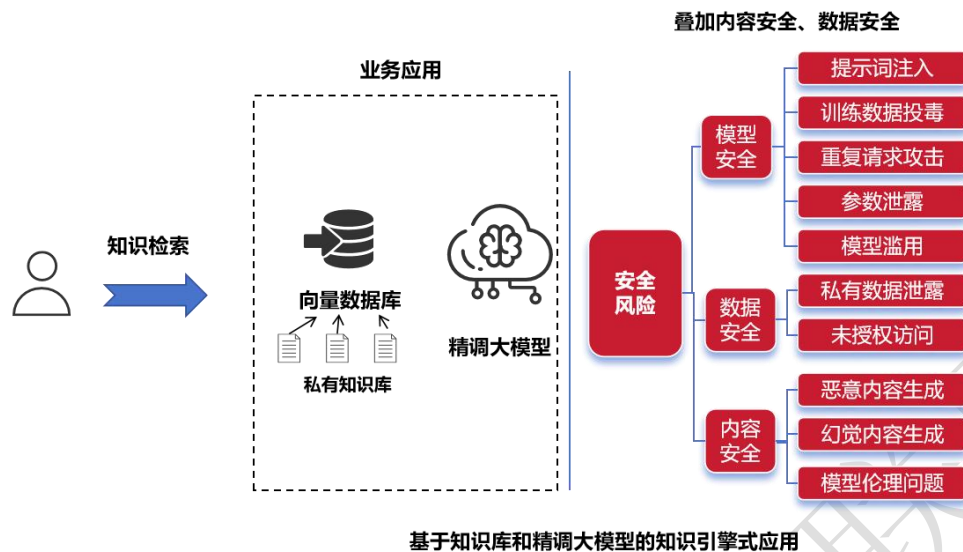 叠加内容安全、数据安全
业务应用
知识检索
向量数据库
私有知识库
精调大模型
安全
风险
模型
安全
提示词注入
训练数据投毒
重复请求攻击
参数泄露
模型滥用
数据
安全
私有数据泄露
未授权访问
内容
安全
恶意内容生成
幻觉内容生成
模型伦理问题
基于知识库和精调大模型的知识引擎式应用